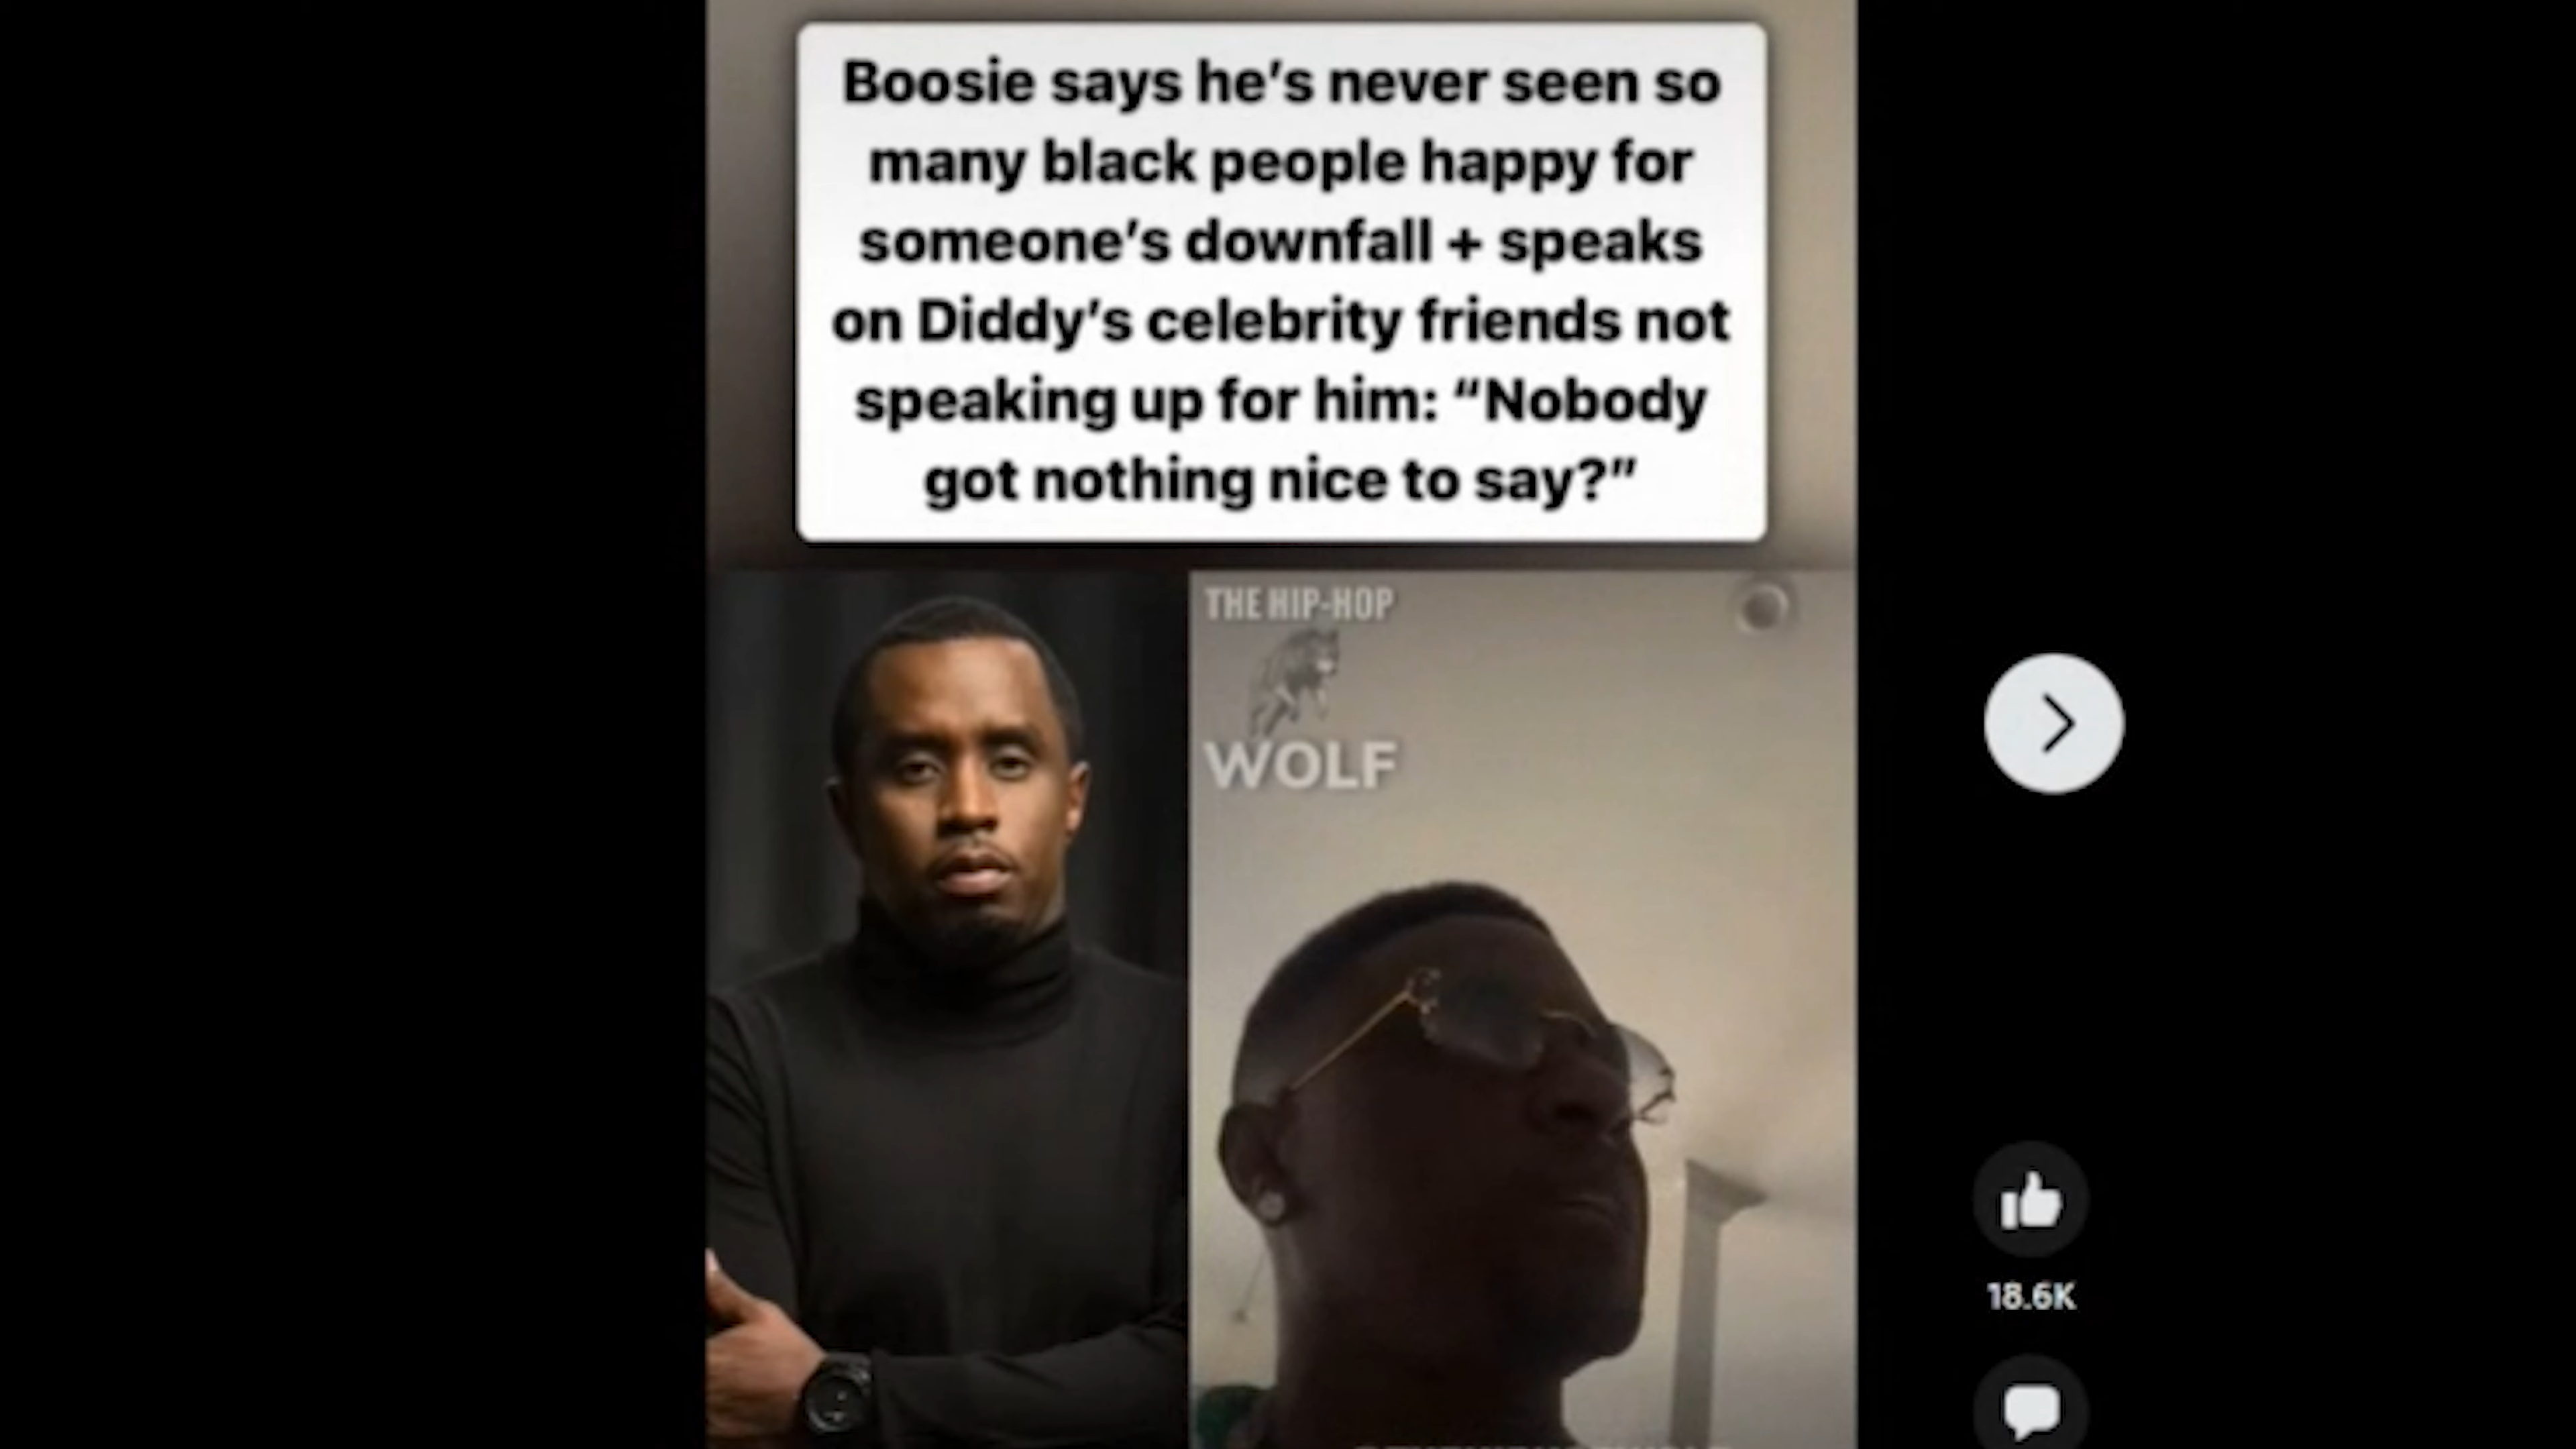 Boosie says he’s never seen so
many black people happy for
someone’s downfall + speaks
on Diddy’s celebrity friends not
speaking up for him: “Nobody
got nothing nice to say?”
THE HIP-HOP
WOLF
18.6K